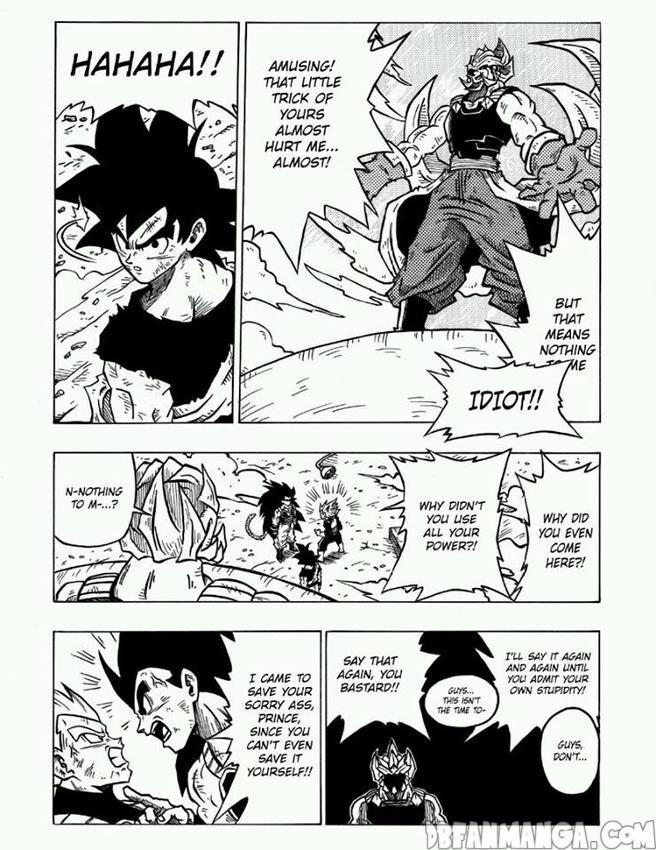 AMUSING!
THAT LITTLE
TRICK OF
YOURS
ALMOST
HURT ME...
ALMOST!
BUT
THAT
MEANS
NOTHING
TO ME
HAHAHA!!
IDIOT!!
WHY DID
YOU EVEN
COME
HERE?!
WHY DIDN'T
YOU USE
ALL YOUR
POWER?!
N-NOTHING
TO M-...?
I'LL SAY IT AGAIN
AND AGAIN UNTIL
YOU ADMIT YOUR
OWN STUPIDITY!
GUYS,
DON'T...
SAY THAT
AGAIN, YOU
BASTARD!!
GUYS...
THIS ISN'T
THE TIME TO-
I CAME TO
SAVE YOUR
SORRY ASS,
PRINCE,
SINCE YOU
CAN'T EVEN
SAVE IT
YOURSELF!!
DBFANMANGA.COM